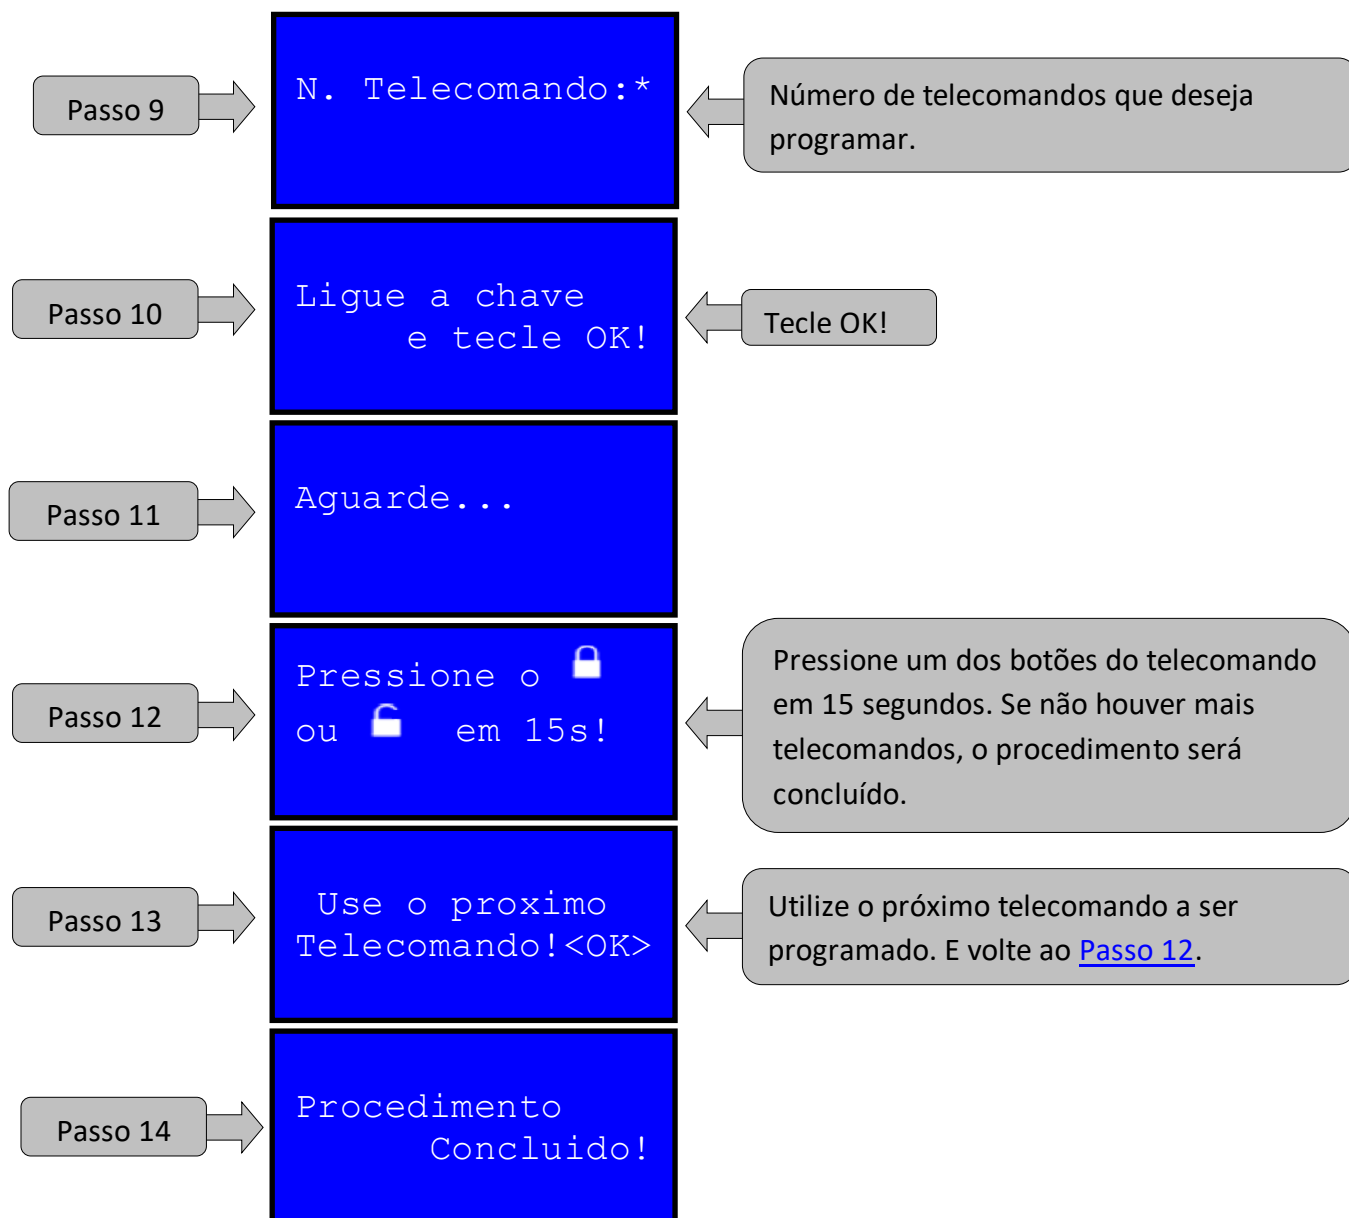 Passo 9
N. Telecomando:*
Número de telecomandos que deseja
programar.
Passo 10
Ligue a chave
e tecle OK!
Tecle OK!
Passo 11
Aguarde...
Passo 12
Pressione o
ou em 15s!
Pressione um dos botões do telecomando
em 15 segundos. Se não houver mais
telecomandos, o procedimento será
concluído.
Passo 13
Use o proximo
Telecomando!<OK>
Utilize o próximo telecomando a ser
programado. E volte ao Passo 12.
Passo 14
Procedimento
Concluido!